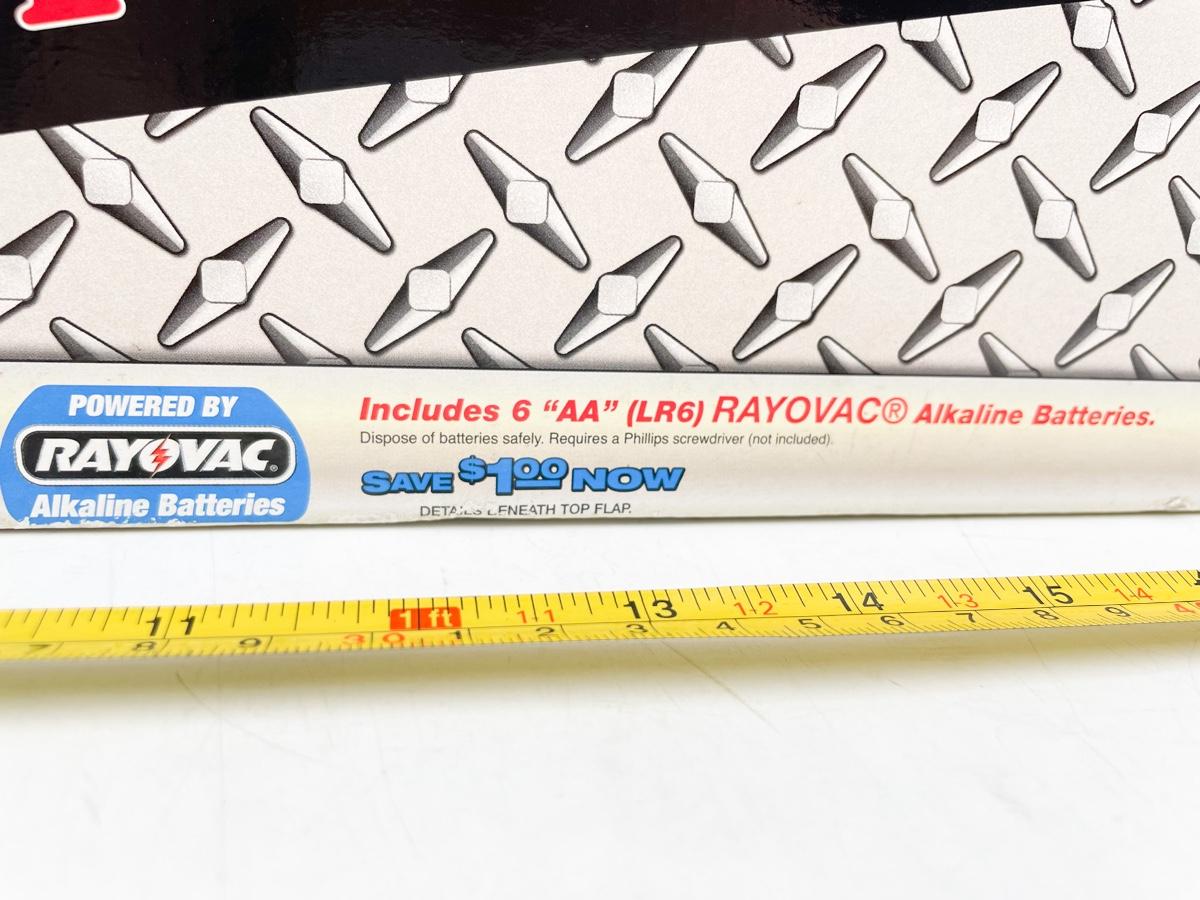 POWERED BY
RAYOVAC®
Alkaline Batteries
Includes 6 “AA” (LR6) RAYOVAC® Alkaline Batteries.
Dispose of batteries safely. Requires a Phillips screwdriver (not included).
SAVE $1.00 NOW
DETAILS BENEATH TOP FLAP.
11 1 ft 11 13 12 14 13 15 14
7 8 9 30 1 2 3 4 5 6 7 8 9